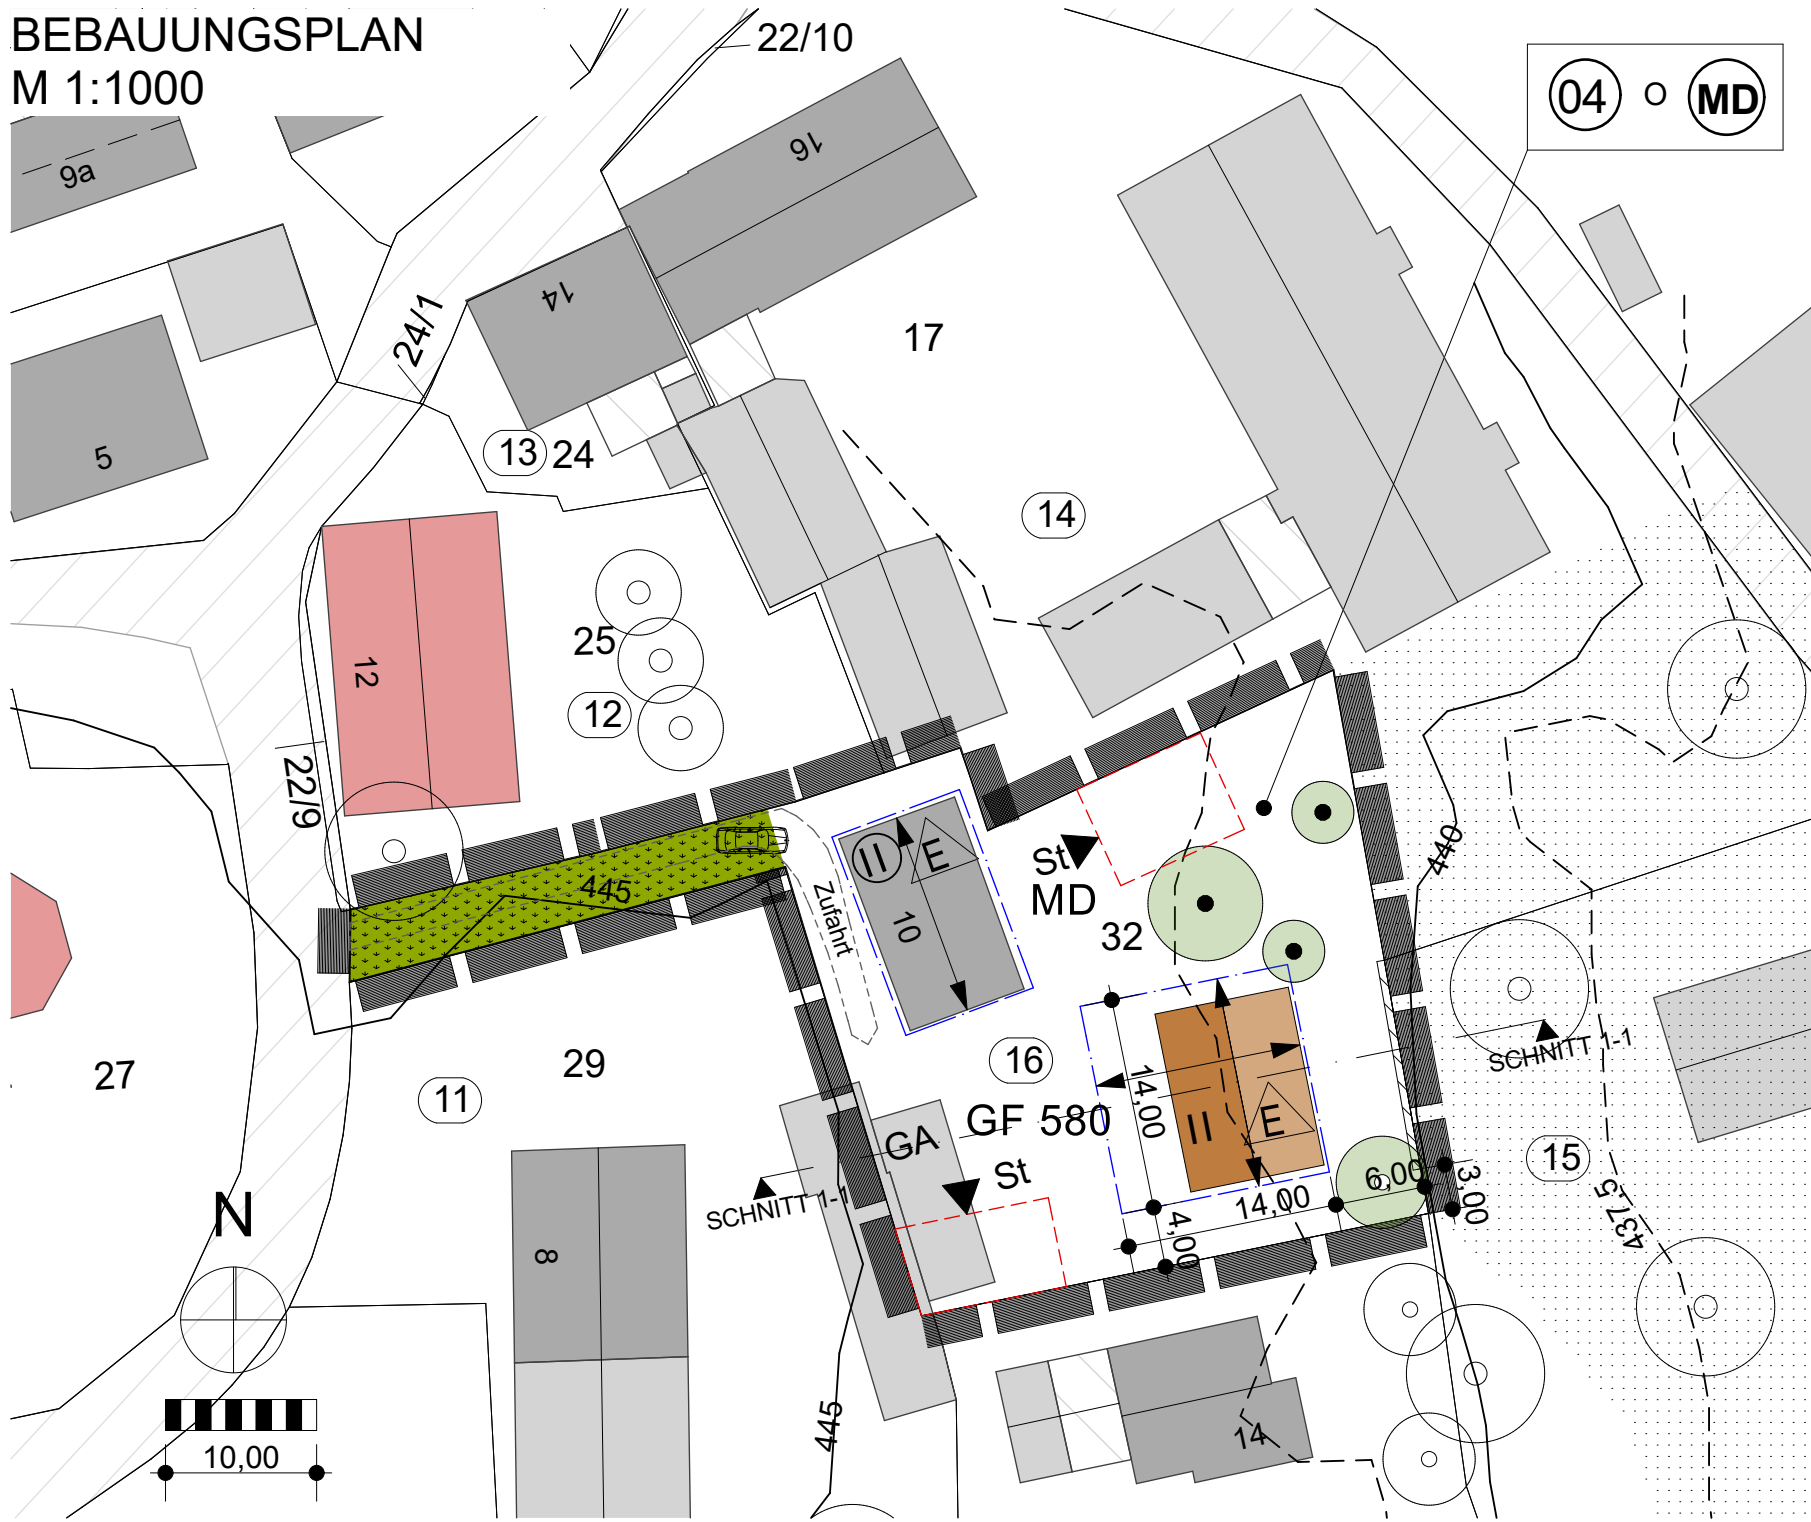 BEBAUUNGSPLAN
M 1:1000
22/10
04 O MD
9a
16
14
24/1
17
5
13 24
14
25
12
12
22/9
445
Zufahrt
II E
10
St
MD
32
440
SCHNITT 1-1
27
29
11
16
14,00
GF 580
II E
GA
St
SCHNITT 1-1
15
6,00
3,00
14,00
4,00
437,5
N
8
10,00
445
14